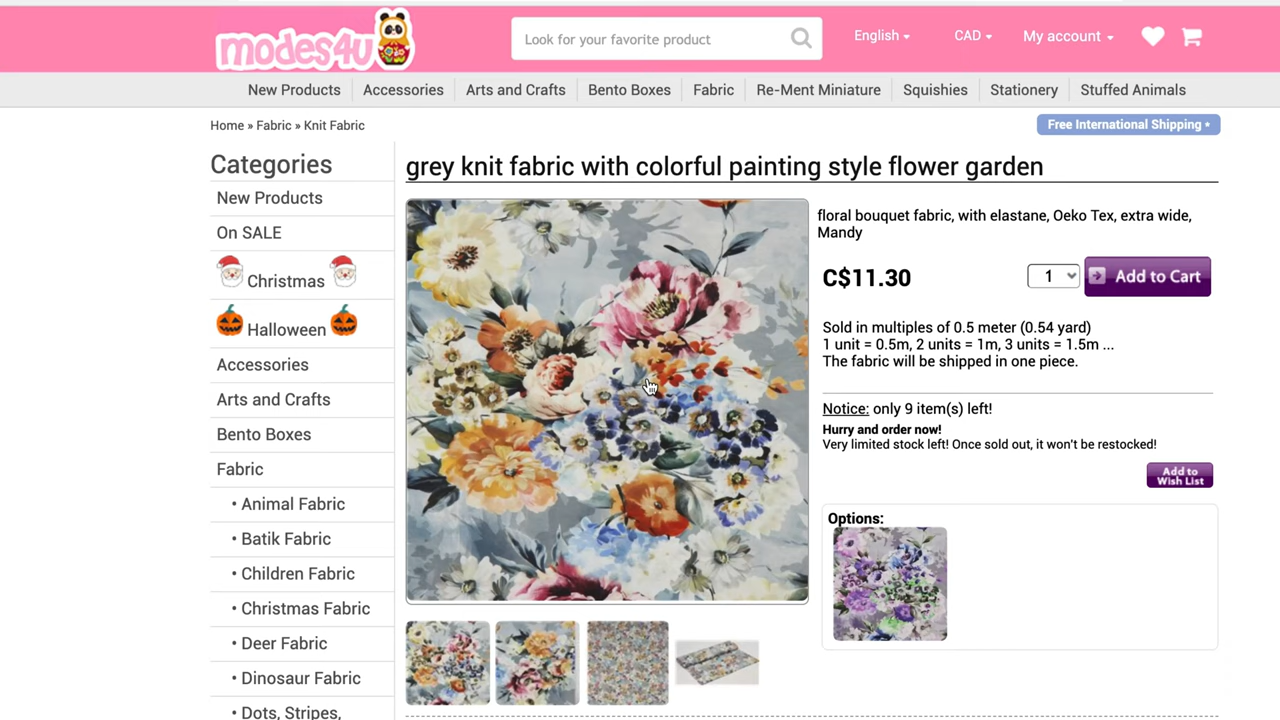 modes4u
Look for your favorite product
English
CAD
My account
New Products
Accessories
Arts and Crafts
Bento Boxes
Fabric
Re-Ment Miniature
Squishies
Stationery
Stuffed Animals
Home » Fabric » Knit Fabric
Free International Shipping *
Categories
New Products
On SALE
Christmas
Halloween
Accessories
Arts and Crafts
Bento Boxes
Fabric
• Animal Fabric
• Batik Fabric
• Children Fabric
• Christmas Fabric
• Deer Fabric
• Dinosaur Fabric
• Dots, Stripes,
grey knit fabric with colorful painting style flower garden
floral bouquet fabric, with elastane, Oeko Tex, extra wide,
Mandy
C$11.30
1
Add to Cart
Sold in multiples of 0.5 meter (0.54 yard)
1 unit = 0.5m, 2 units = 1m, 3 units = 1.5m ...
The fabric will be shipped in one piece.
Notice: only 9 item(s) left!
Hurry and order now!
Very limited stock left! Once sold out, it won't be restocked!
Add to
Wish List
Options: